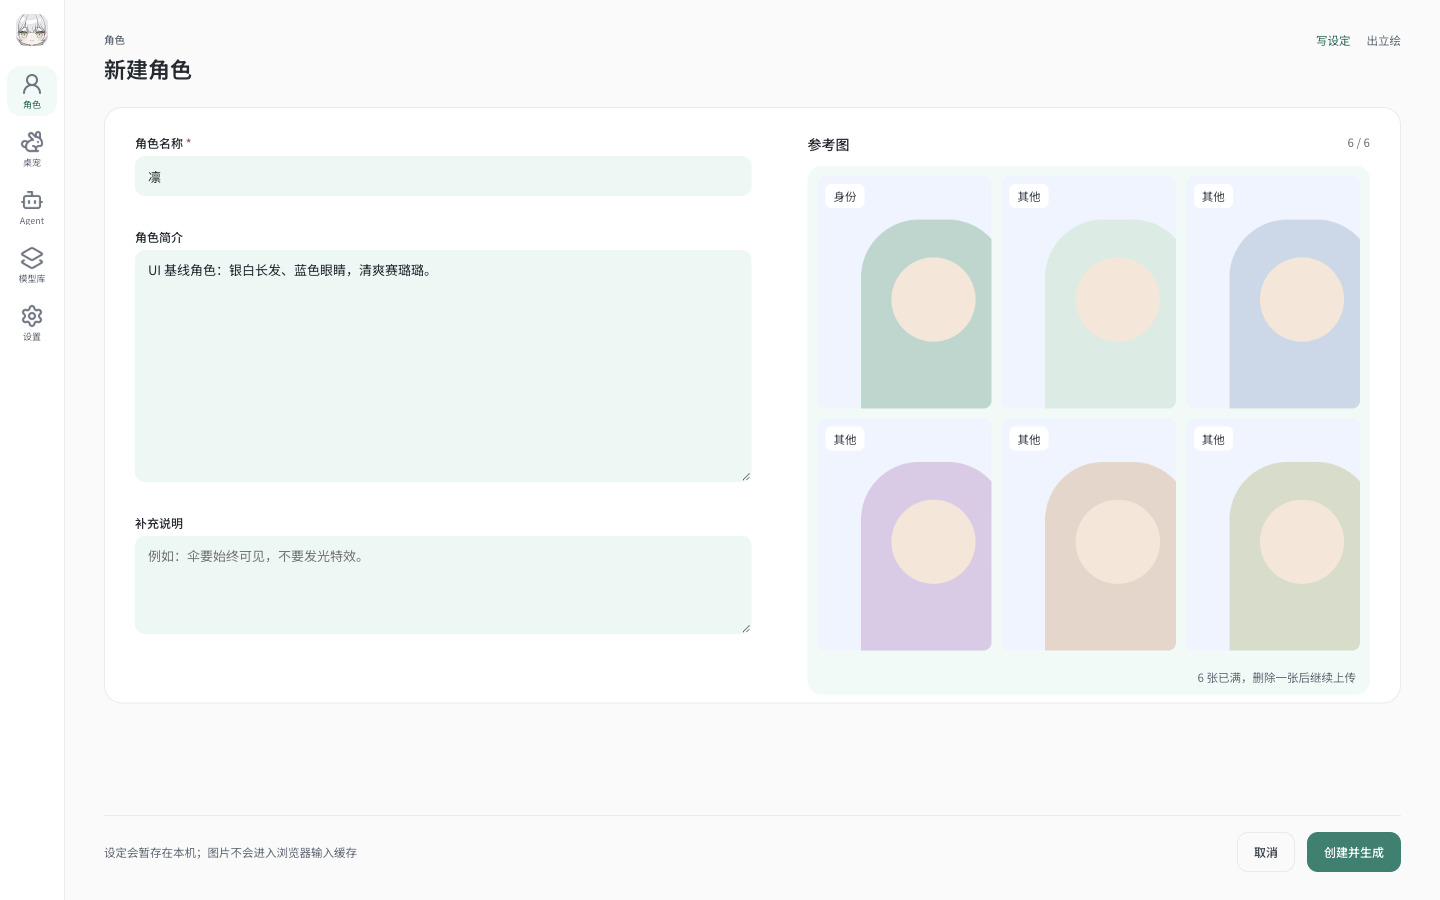 角色
桌宠
Agent
模型库
设置
角色
新建角色
写设定
出立绘
角色名称 *
凛
角色简介
UI 基线角色：银白长发、蓝色眼睛，清爽赛璐璐。
补充说明
例如：伞要始终可见，不要发光特效。
参考图
6 / 6
身份
其他
其他
其他
其他
其他
6 张已满，删除一张后继续上传
设定会暂存在本机；图片不会进入浏览器输入缓存
取消
创建并生成